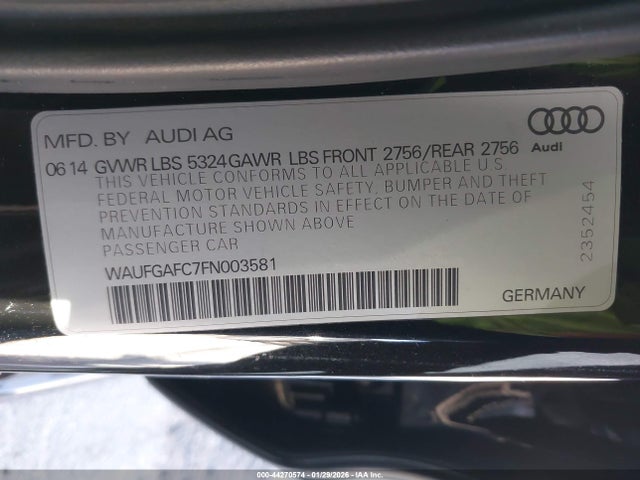 MFD. BY AUDI AG
Audi
06 14 GVWR LBS 5324 GAWR LBS FRONT 2756/REAR 2756
THIS VEHICLE CONFORMS TO ALL APPLICABLE U.S
FEDERAL MOTOR VEHICLE SAFETY, BUMPER AND THEFT
PREVENTION STANDARDS IN EFFECT ON THE DATE OF
MANUFACTURE SHOWN ABOVE
PASSENGER CAR
WAUFGAFC7FN003581
2352454
GERMANY
000-44270574 | 01/29/2026 - IAA Inc.